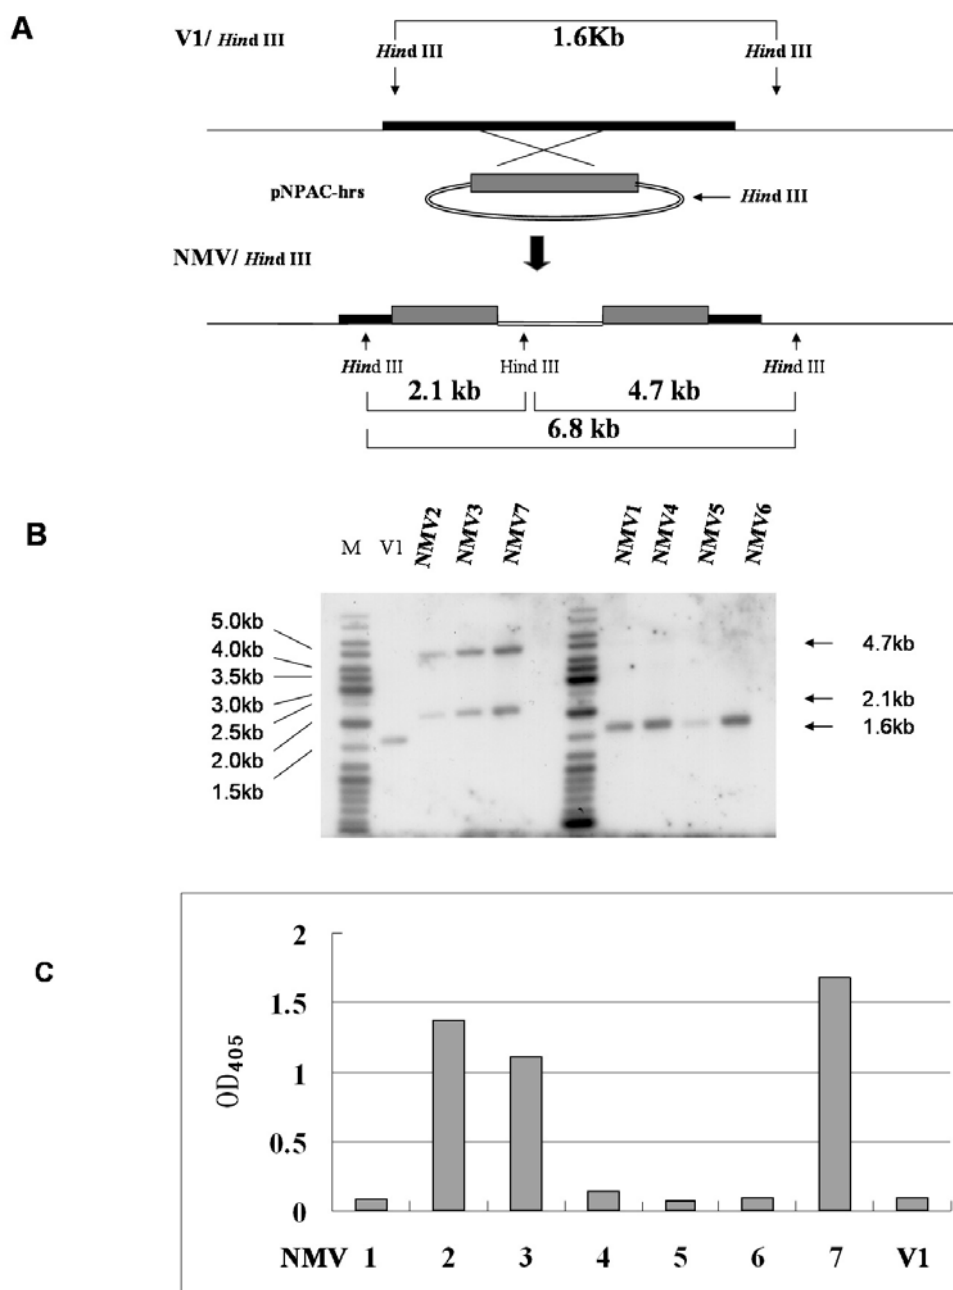 A
V1/ Hind III
1.6Kb
Hind III
Hind III
pNPAC-hrs
Hind III
NMV/ Hind III
Hind III
Hind III
Hind III
2.1 kb
4.7 kb
6.8 kb
B
M
V1
NMV2
NMV3
NMV7
NMV1
NMV4
NMV5
NMV6
5.0kb
4.0kb
3.5kb
3.0kb
2.5kb
2.0kb
1.5kb
4.7kb
2.1kb
1.6kb
C
OD405
2
1.5
1
0.5
0
NMV 1 2 3 4 5 6 7 V1